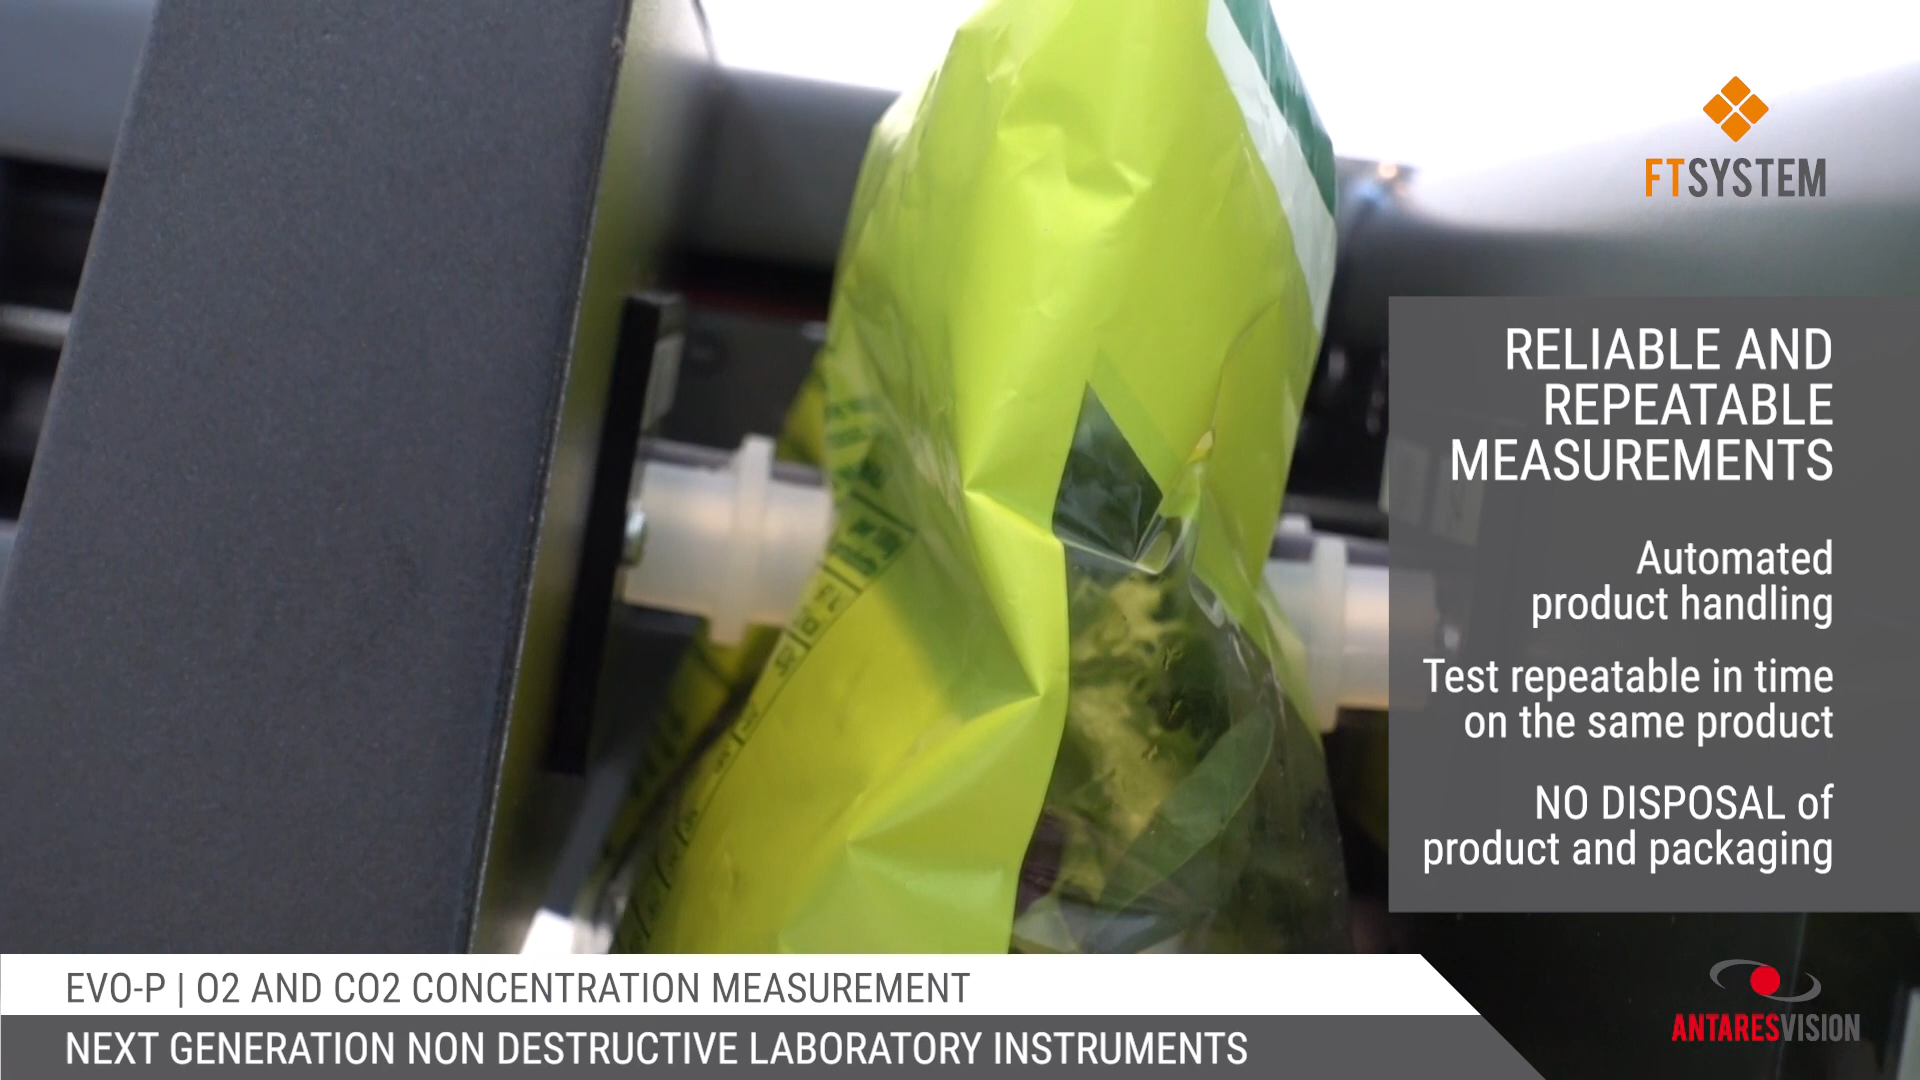 FTSYSTEM
RELIABLE AND
REPEATABLE
MEASUREMENTS
Automated
product handling
Test repeatable in time
on the same product
NO DISPOSAL of
product and packaging
EVO-P | O2 AND CO2 CONCENTRATION MEASUREMENT
NEXT GENERATION NON DESTRUCTIVE LABORATORY INSTRUMENTS
ANTARESVISION